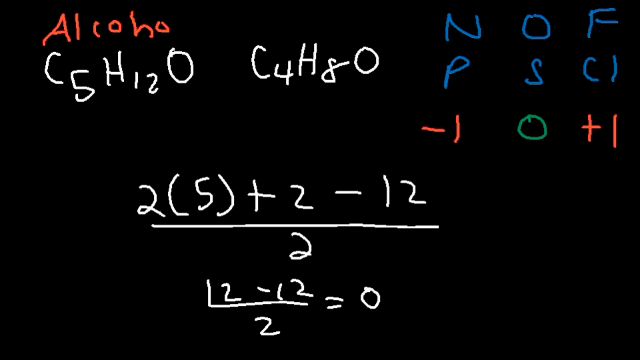 Alcoho
C5H12O C4H8O
N O F
P S Cl
-1 0 +1
2(5) + 2 - 12
2
12 - 12 = 0
2